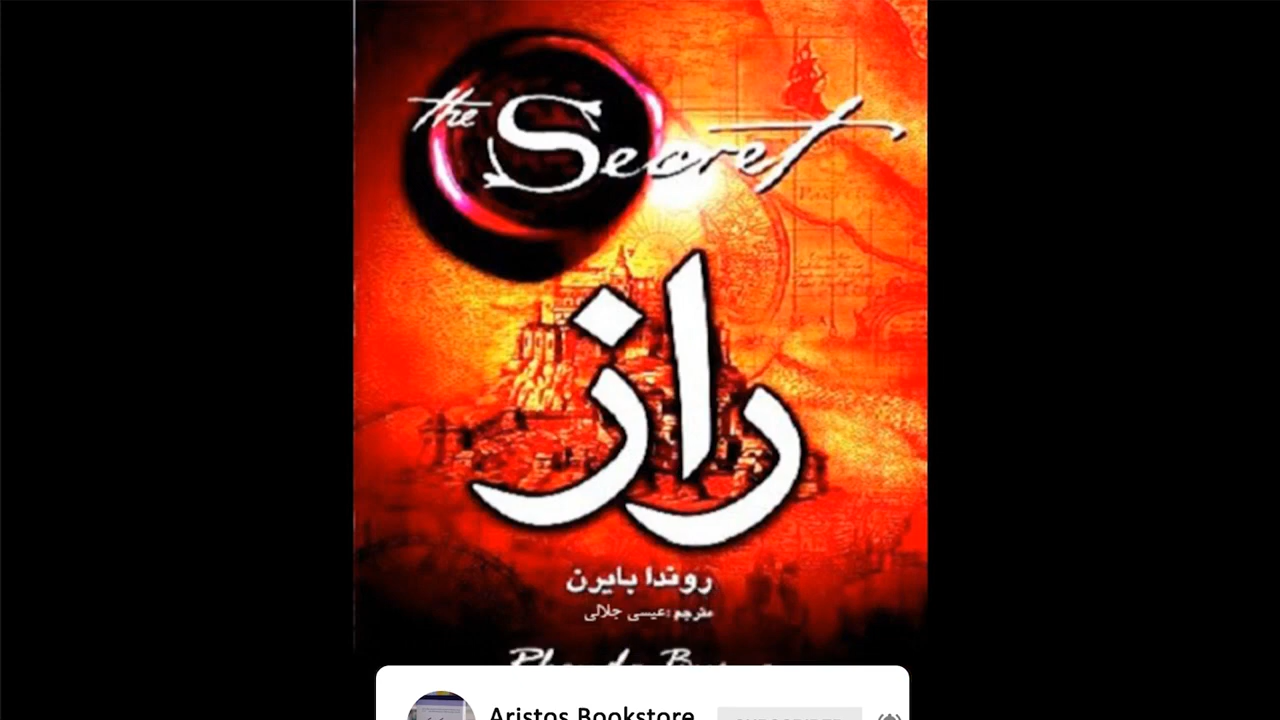 the Secret
راز
روندا بایرن
مترجم :عیسی جلالی
Aristos Bookstore